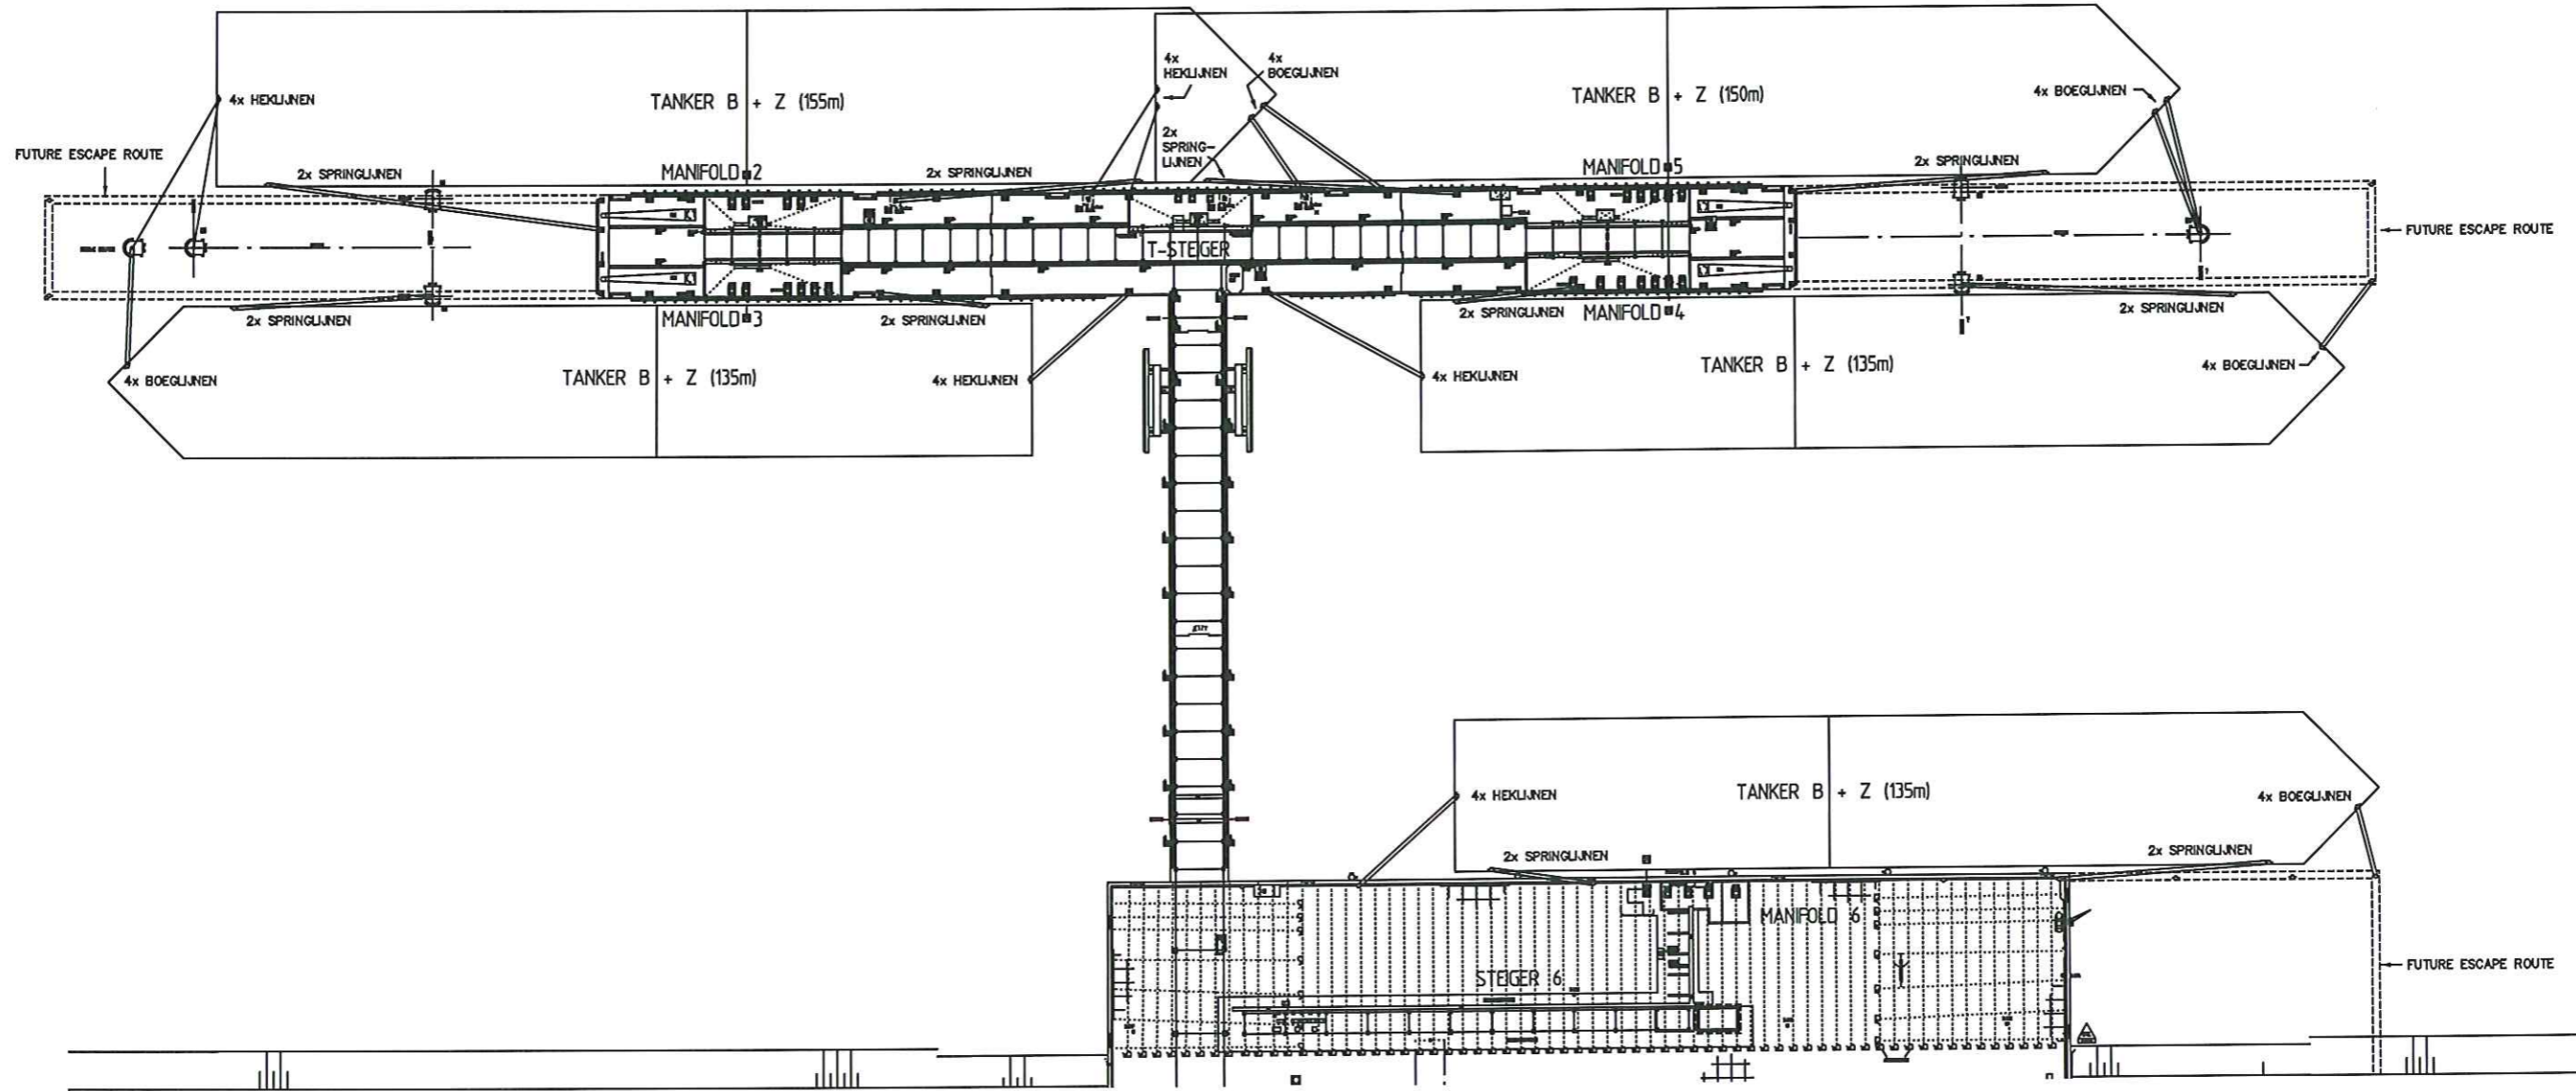 4x
HEKLIJNEN
4x
BOEGLIJNEN
4x HEKLIJNEN
TANKER B + Z (155m)
TANKER B + Z (150m)
4x BOEGLIJNEN
2x
SPRING-
LIJNEN
FUTURE ESCAPE ROUTE
2x SPRINGLIJNEN
MANIFOLD 2
2x SPRINGLIJNEN
MANIFOLD 5
2x SPRINGLIJNEN
T-STEIGER
FUTURE ESCAPE ROUTE
2x SPRINGLIJNEN
MANIFOLD 3
2x SPRINGLIJNEN
2x SPRINGLIJNEN
MANIFOLD 4
2x SPRINGLIJNEN
4x BOEGLIJNEN
TANKER B + Z (135m)
4x HEKLIJNEN
4x HEKLIJNEN
TANKER B + Z (135m)
4x BOEGLIJNEN
4x HEKLIJNEN
TANKER B + Z (135m)
4x BOEGLIJNEN
2x SPRINGLIJNEN
2x SPRINGLIJNEN
MANIFOLD 6
STEIGER 6
FUTURE ESCAPE ROUTE